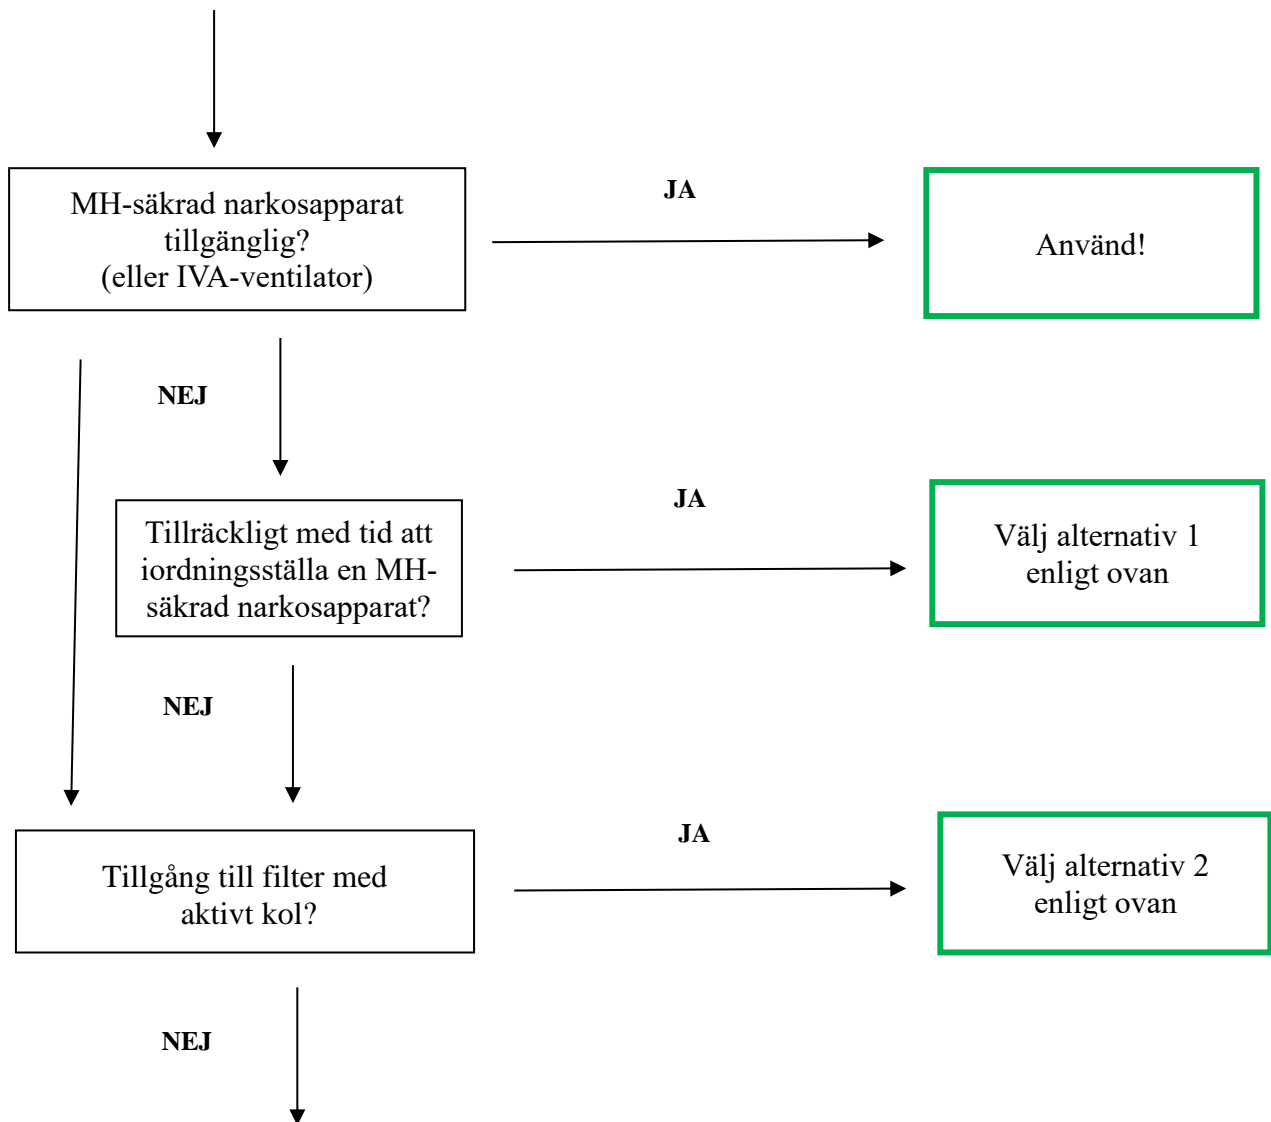 MH-säkrad narkosapparat
tillgänglig?
(eller IVA-ventilator)
JA
Använd!
NEJ
Tillräckligt med tid att
iordningsställa en MH-
säkrad narkosapparat?
JA
Välj alternativ 1
enligt ovan
NEJ
Tillgång till filter med
aktivt kol?
JA
Välj alternativ 2
enligt ovan
NEJ